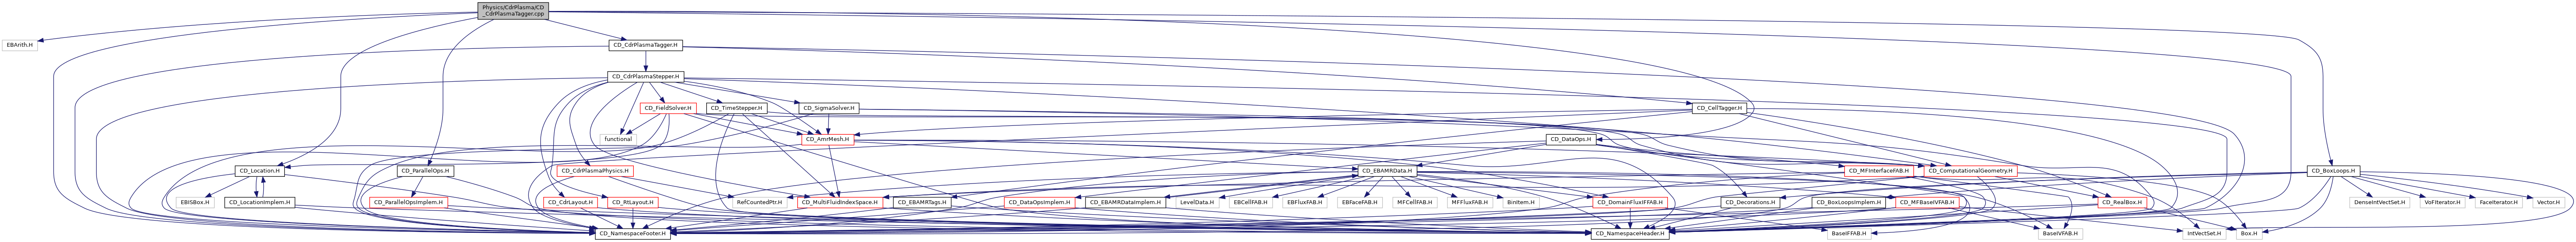 Physics/CdrPlasma/CD
_CdrPlasmaTagger.cpp
EBArith.H
CD_CdrPlasmaTagger.H
CD_CdrPlasmaStepper.H
CD_FieldSolver.H
CD_TimeStepper.H
CD_SigmaSolver.H
CD_CellTagger.H
functional
CD_AmrMesh.H
CD_DataOps.H
CD_Location.H
CD_ParallelOps.H
CD_CdrPlasmaPhysics.H
CD_EBAMRData.H
CD_MFInterfaceFAB.H
CD_ComputationalGeometry.H
CD_BoxLoops.H
EBISBox.H
CD_LocationImplem.H
CD_ParallelOpsImplem.H
CD_CdrLayout.H
CD_RtLayout.H
RefCountedPtr.H
CD_MultiFluidIndexSpace.H
CD_EBAMRTags.H
CD_DataOpsImplem.H
CD_EBAMRDataImplem.H
LevelData.H
EBCellFAB.H
EBFluxFAB.H
EBFaceFAB.H
MFCellFAB.H
MFFluxFAB.H
BinItem.H
CD_DomainFluxIFFAB.H
CD_Decorations.H
CD_BoxLoopsImplem.H
CD_MFBaseIVFAB.H
CD_RealBox.H
DenseIntVectSet.H
VoFIterator.H
FaceIterator.H
Vector.H
CD_NamespaceFooter.H
CD_NamespaceHeader.H
BaseIFFAB.H
BaseIVFAB.H
IntVectSet.H
Box.H